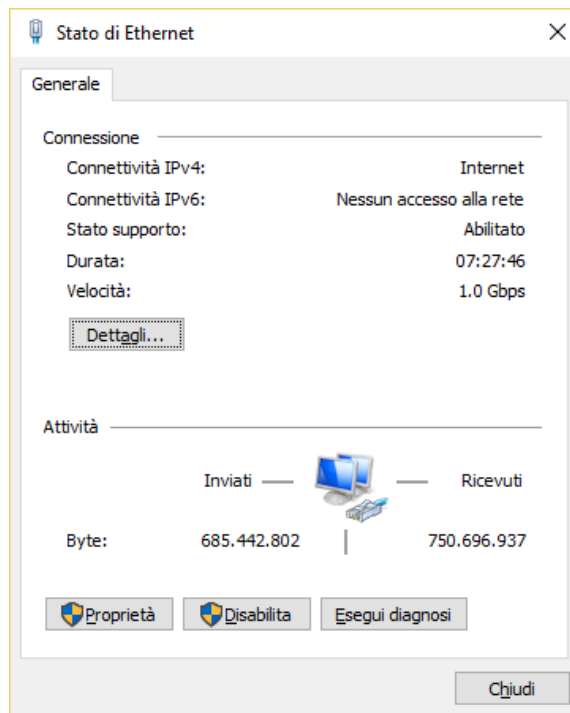 Stato di Ethernet
Generale
Connessione
Connettività IPv4: Internet
Connettività IPv6: Nessun accesso alla rete
Stato supporto: Abilitato
Durata: 07:27:46
Velocità: 1.0 Gbps
Dettagli...
Attività
Inviati Ricevuti
Byte: 685.442.802 750.696.937
Proprietà Disabilita Esegui diagnosi
Chiudi